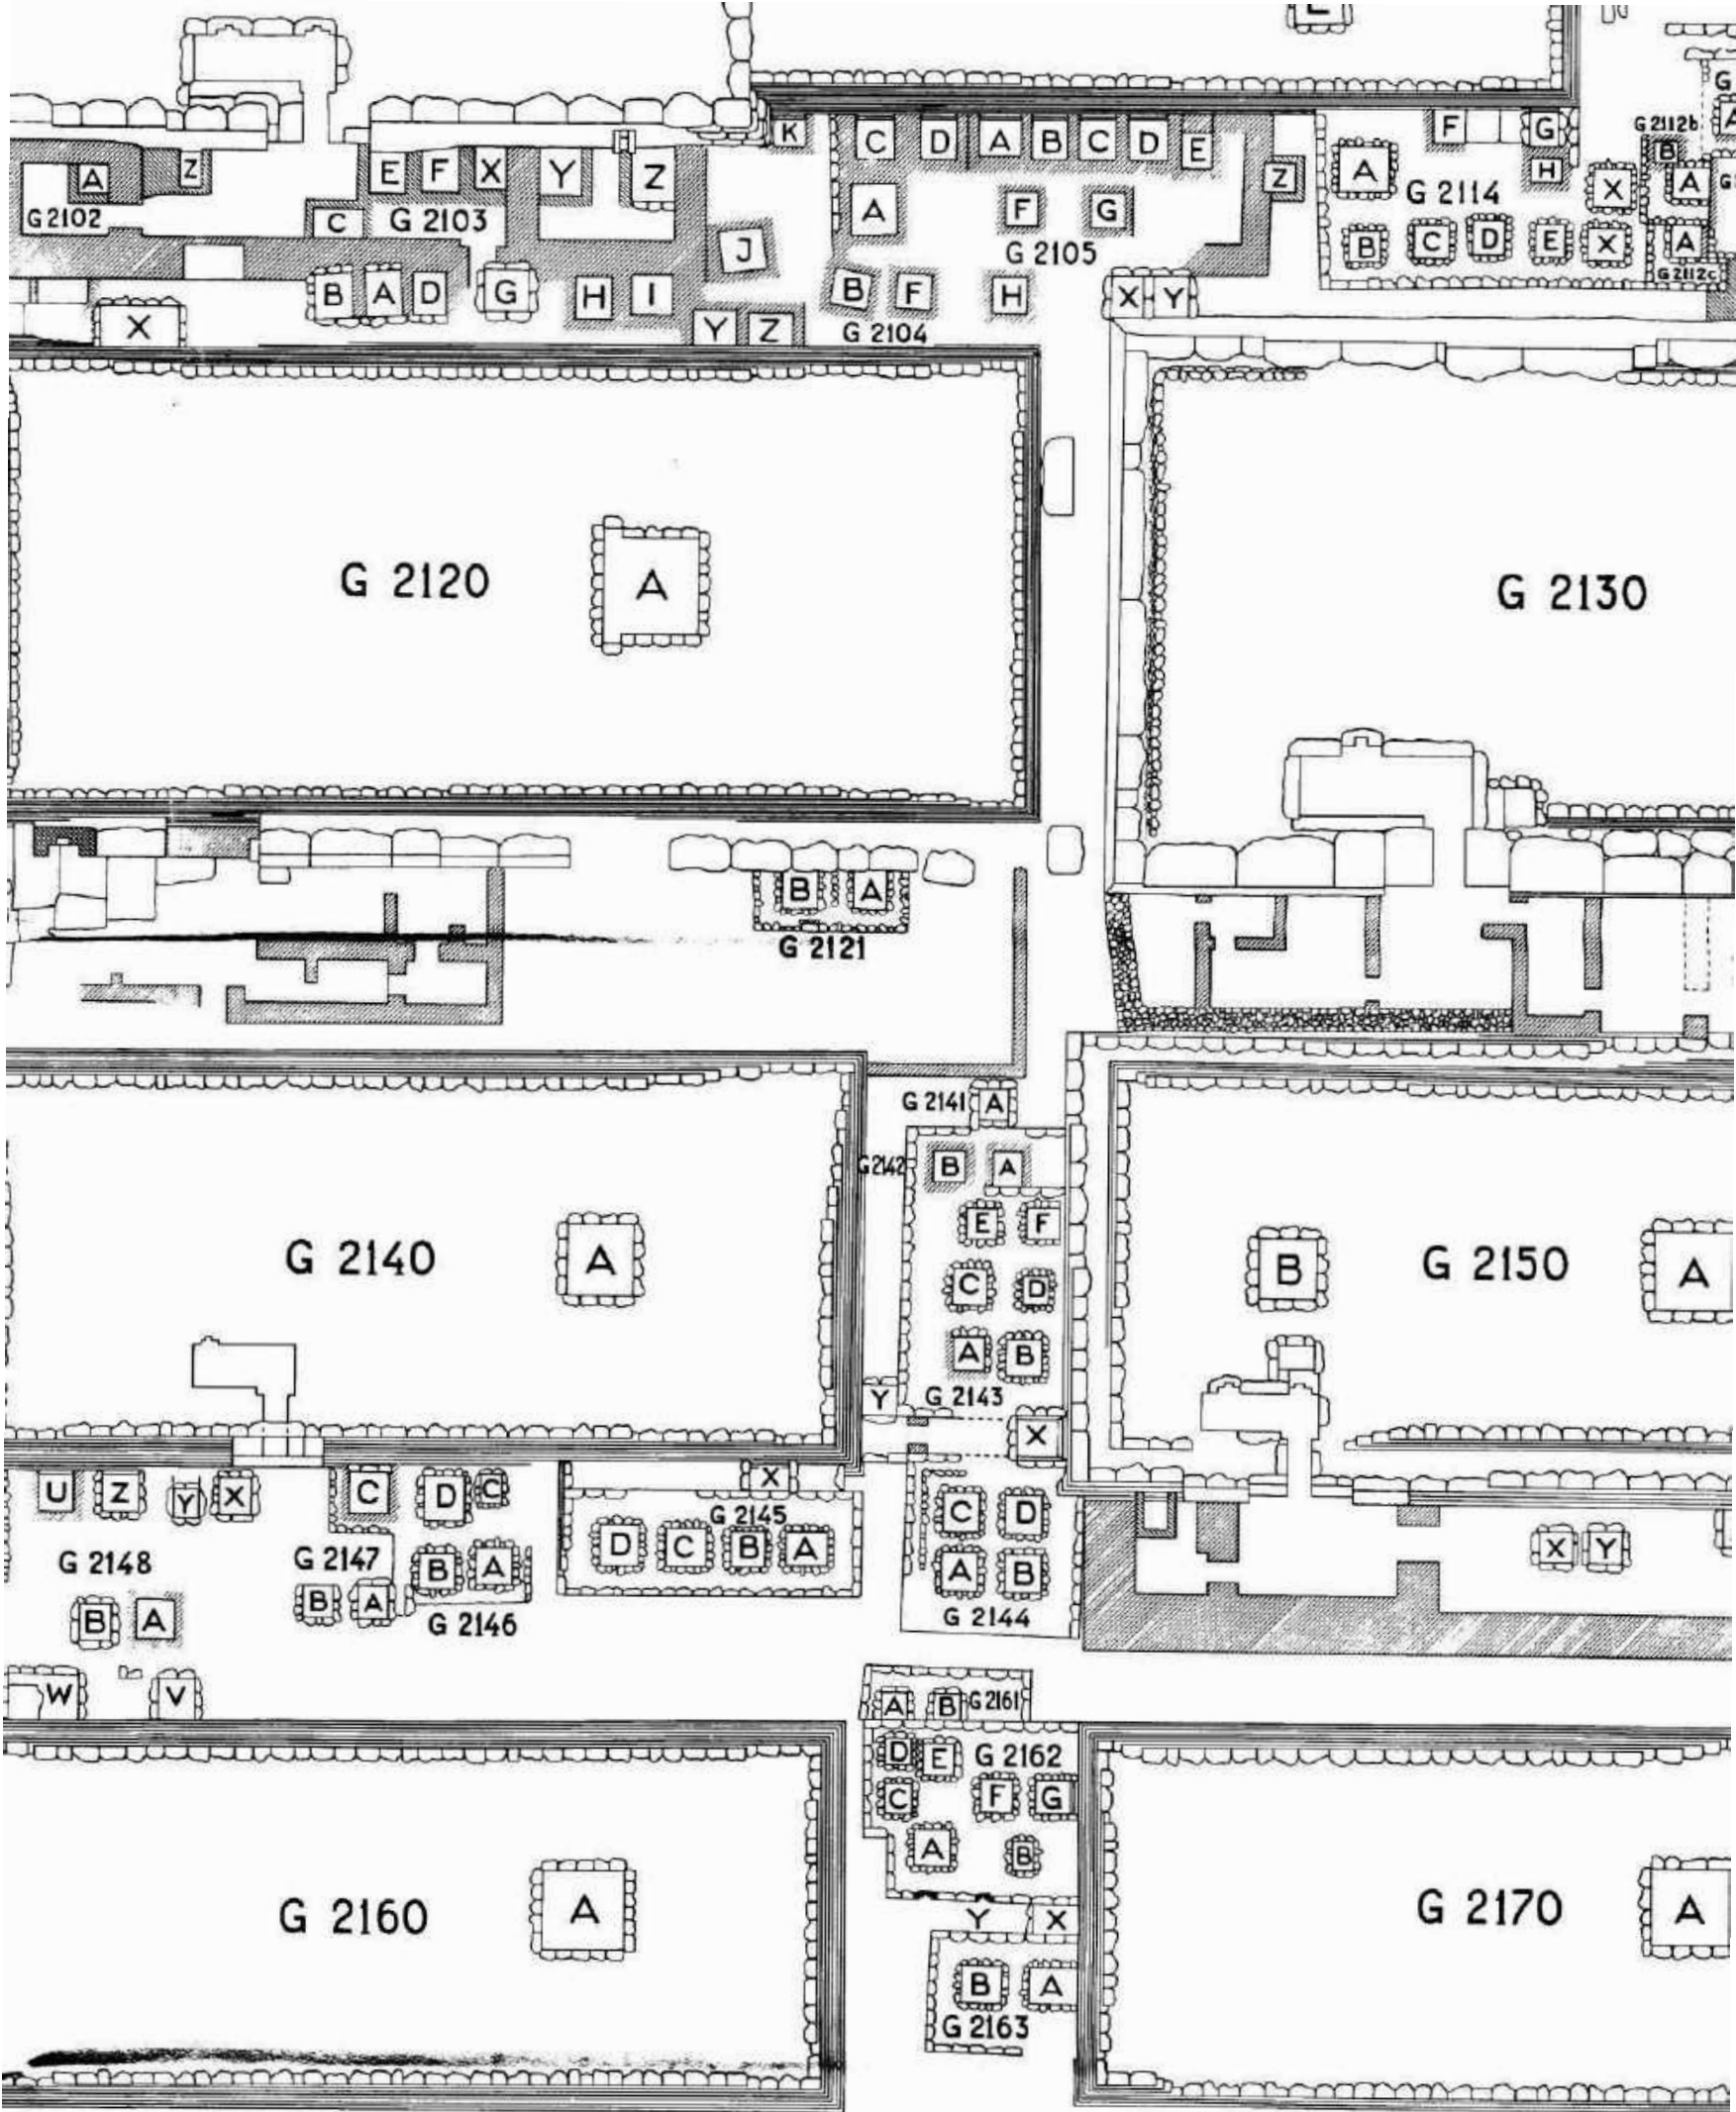 K C D A B C D E F G G 2112b
A Z E F X Y Z A Z A H B
G 2102 C G 2103 A F G G 2114 X A
J G 2105 B C D E X A
G 2112c
B A D G H I B F H X Y
X Y Z G 2104
G 2120 A G 2130
B A
G 2121
G 2141 A
G 2142 B A
E F
G 2140 A C D B G 2150 A
A B
Y G 2143
X
U Z Y X C D C X
G 2145 C D
G 2148 G 2147 B A D C B A X Y
B A B A A B
G 2146 G 2144
W V A B G 2161
D E G 2162
C F G
A B
G 2160 A G 2170 A
Y X
B A
G 2163